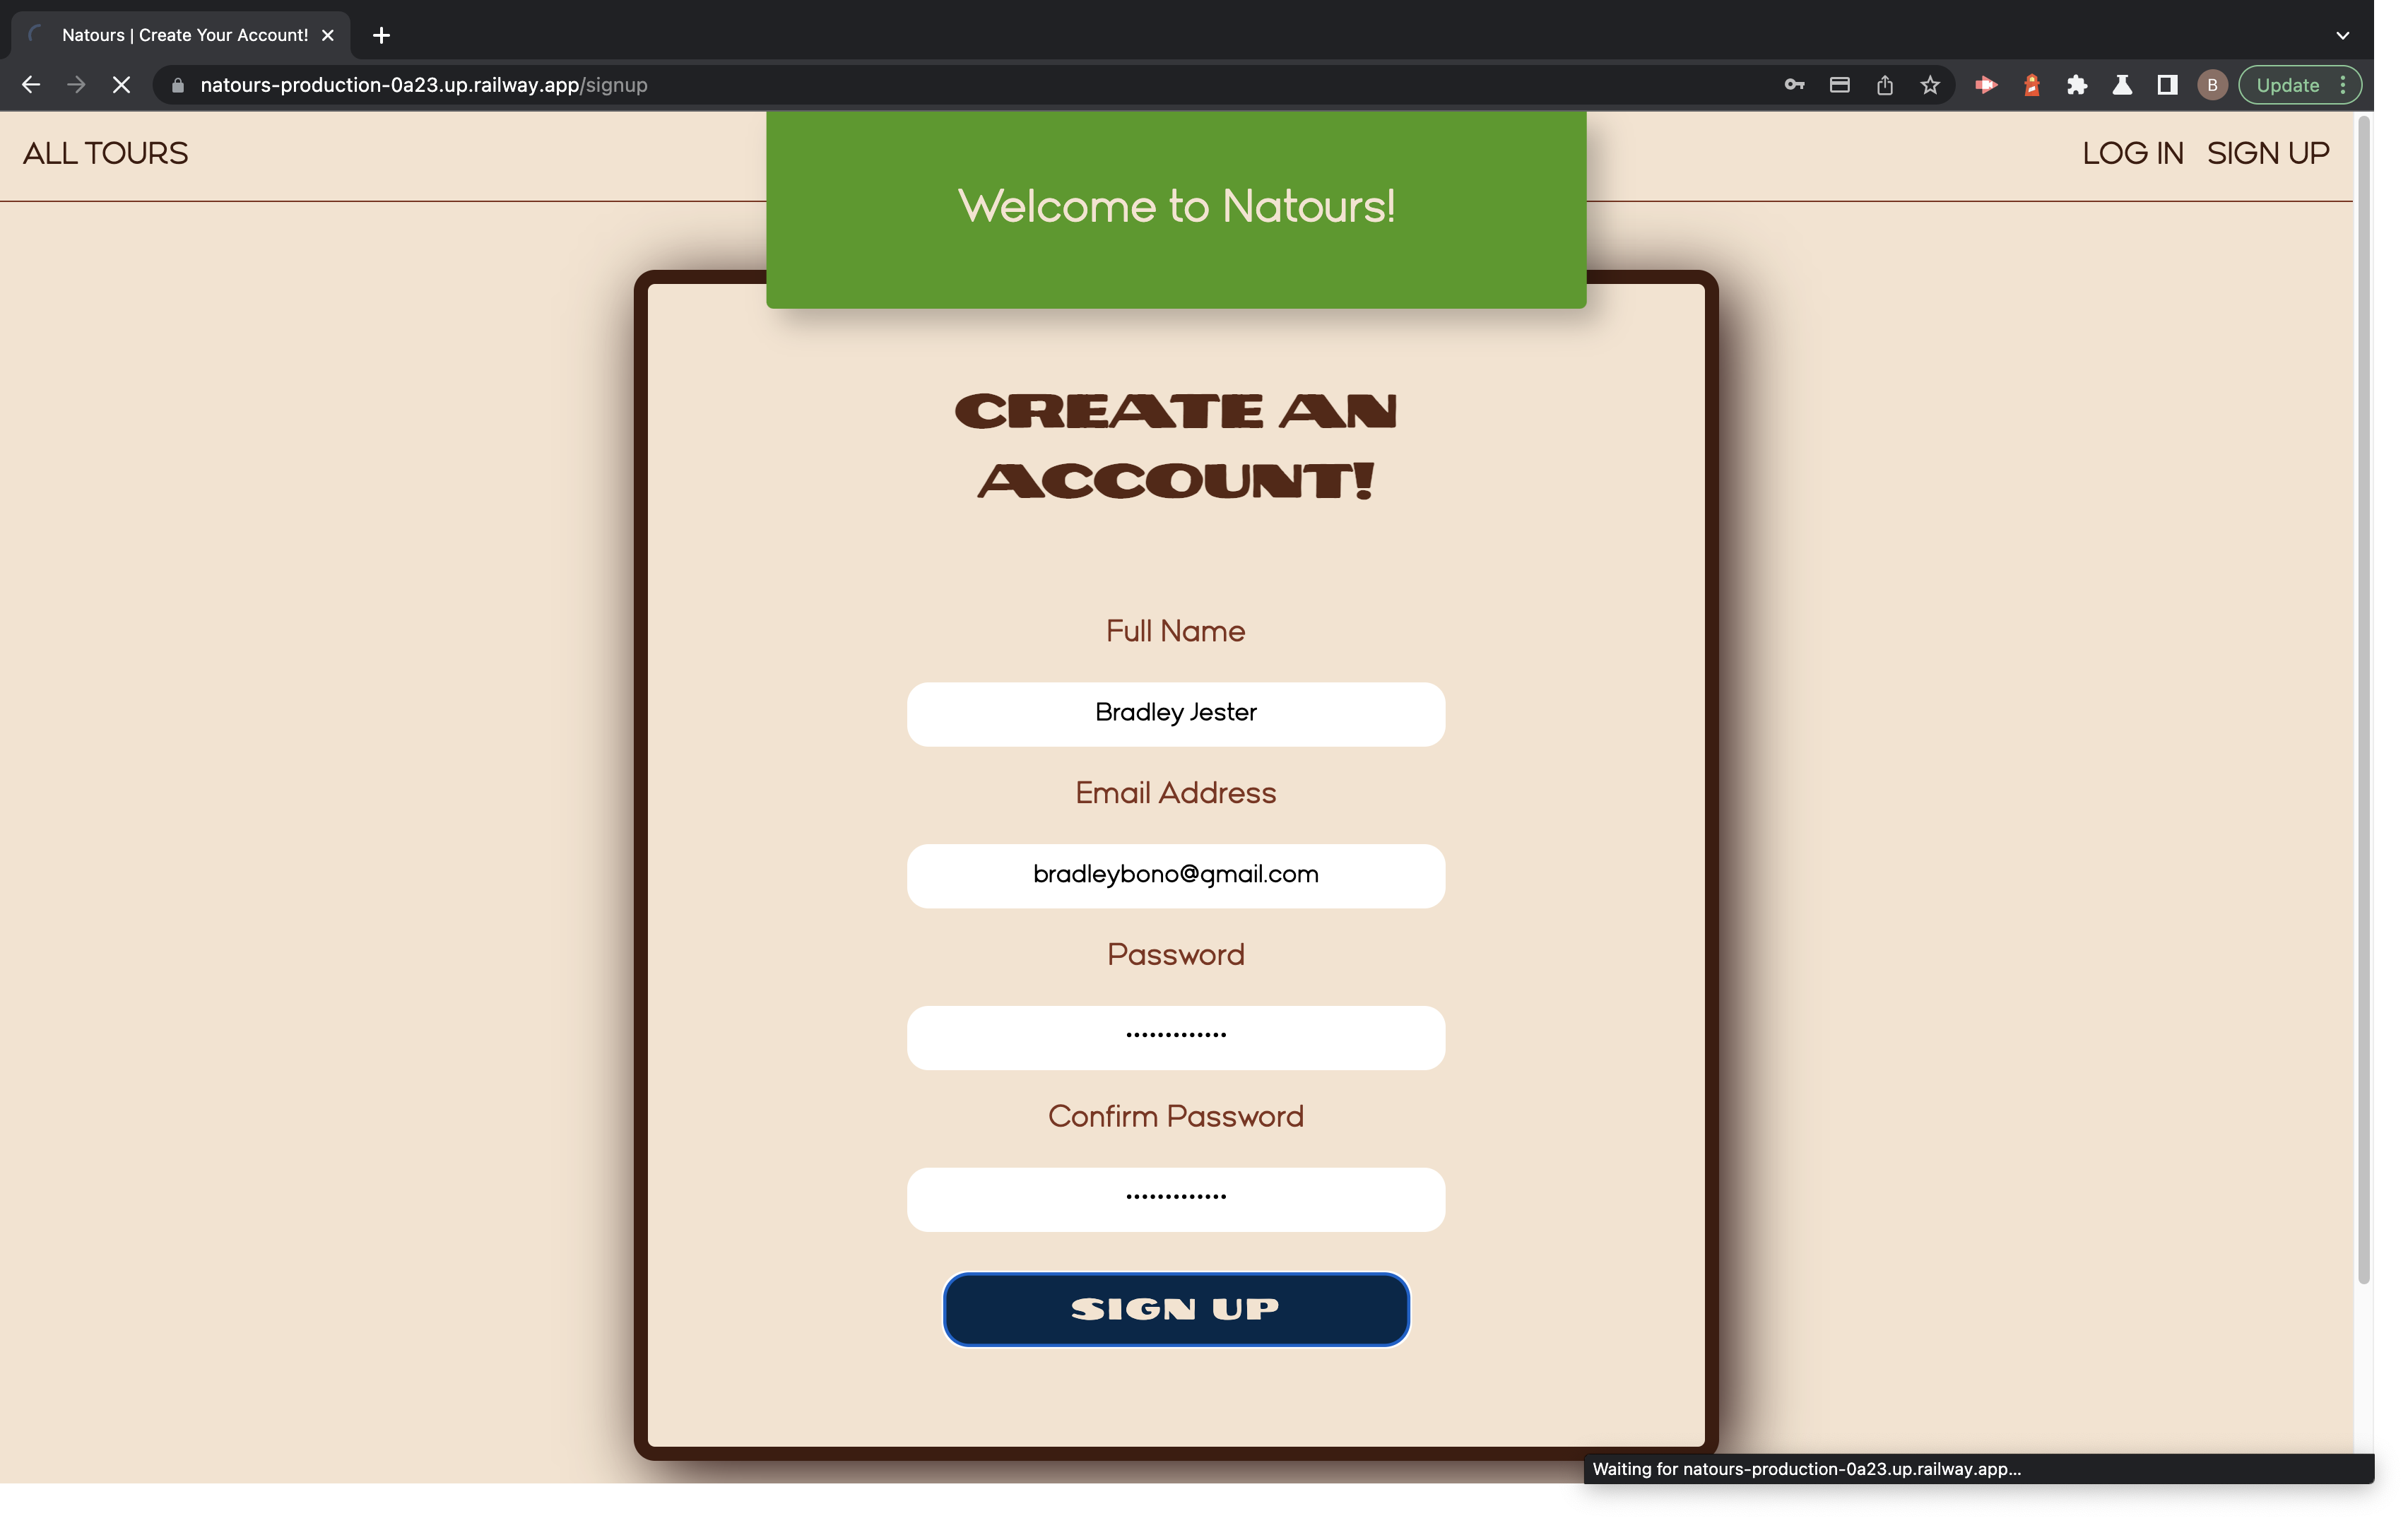 Natours | Create Your Account!
natours-production-0a23.up.railway.app/signup
B
Update
ALL TOURS
LOG IN SIGN UP
Welcome to Natours!
CREATE AN
ACCOUNT!
Full Name
Bradley Jester
Email Address
bradleybono@gmail.com
Password
•••••••••••••
Confirm Password
•••••••••••••
SIGN UP
Waiting for natours-production-0a23.up.railway.app...